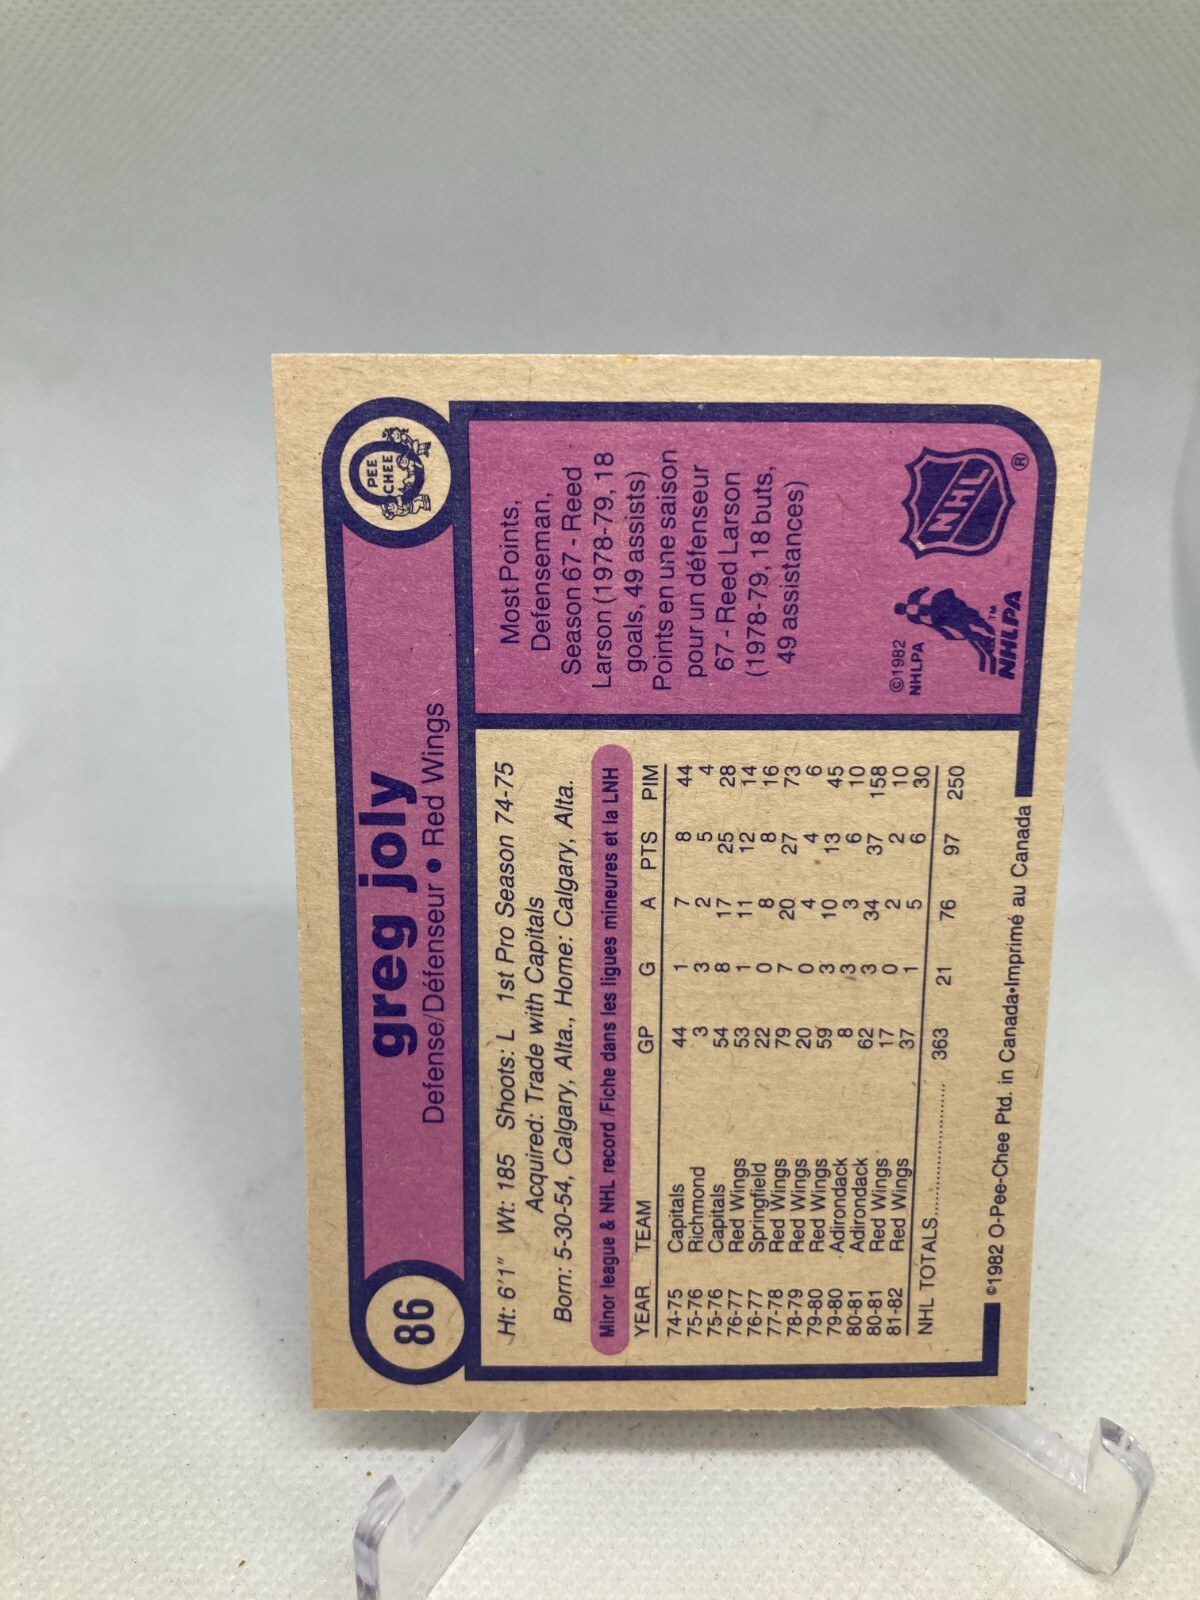 86
greg joly
Defense/Défenseur • Red Wings
PEE
CHEE
Ht: 6'1" Wt: 185 Shoots: L 1st Pro Season 74-75
Acquired: Trade with Capitals
Born: 5-30-54, Calgary, Alta., Home: Calgary, Alta.
Minor league & NHL record/Fiche dans les ligues mineures et la LNH
YEAR TEAM GP G A PTS PIM
74-75 Capitals 44 1 7 8 44
75-76 Richmond 3 3 2 5 4
75-76 Capitals 54 8 17 25 28
76-77 Red Wings 53 1 11 12 14
76-77 Springfield 22 0 8 8 16
77-78 Red Wings 79 7 20 27 73
78-79 Red Wings 20 0 4 4 6
79-80 Red Wings 59 3 10 13 45
79-80 Adirondack 8 3 3 6 10
80-81 Adirondack 62 3 34 37 158
80-81 Red Wings 17 0 2 2 10
81-82 Red Wings 37 1 5 6 30
NHL TOTALS 363 21 76 97 250
©1982 O-Pee-Chee Ptd. in Canada•Imprimé au Canada
Most Points,
Defenseman,
Season 67 - Reed
Larson (1978-79, 18
goals, 49 assists)
Points en une saison
pour un défenseur
67 - Reed Larson
(1978-79, 18 buts,
49 assistances)
©1982
NHLPA
NHLPA
TM
NHL
®